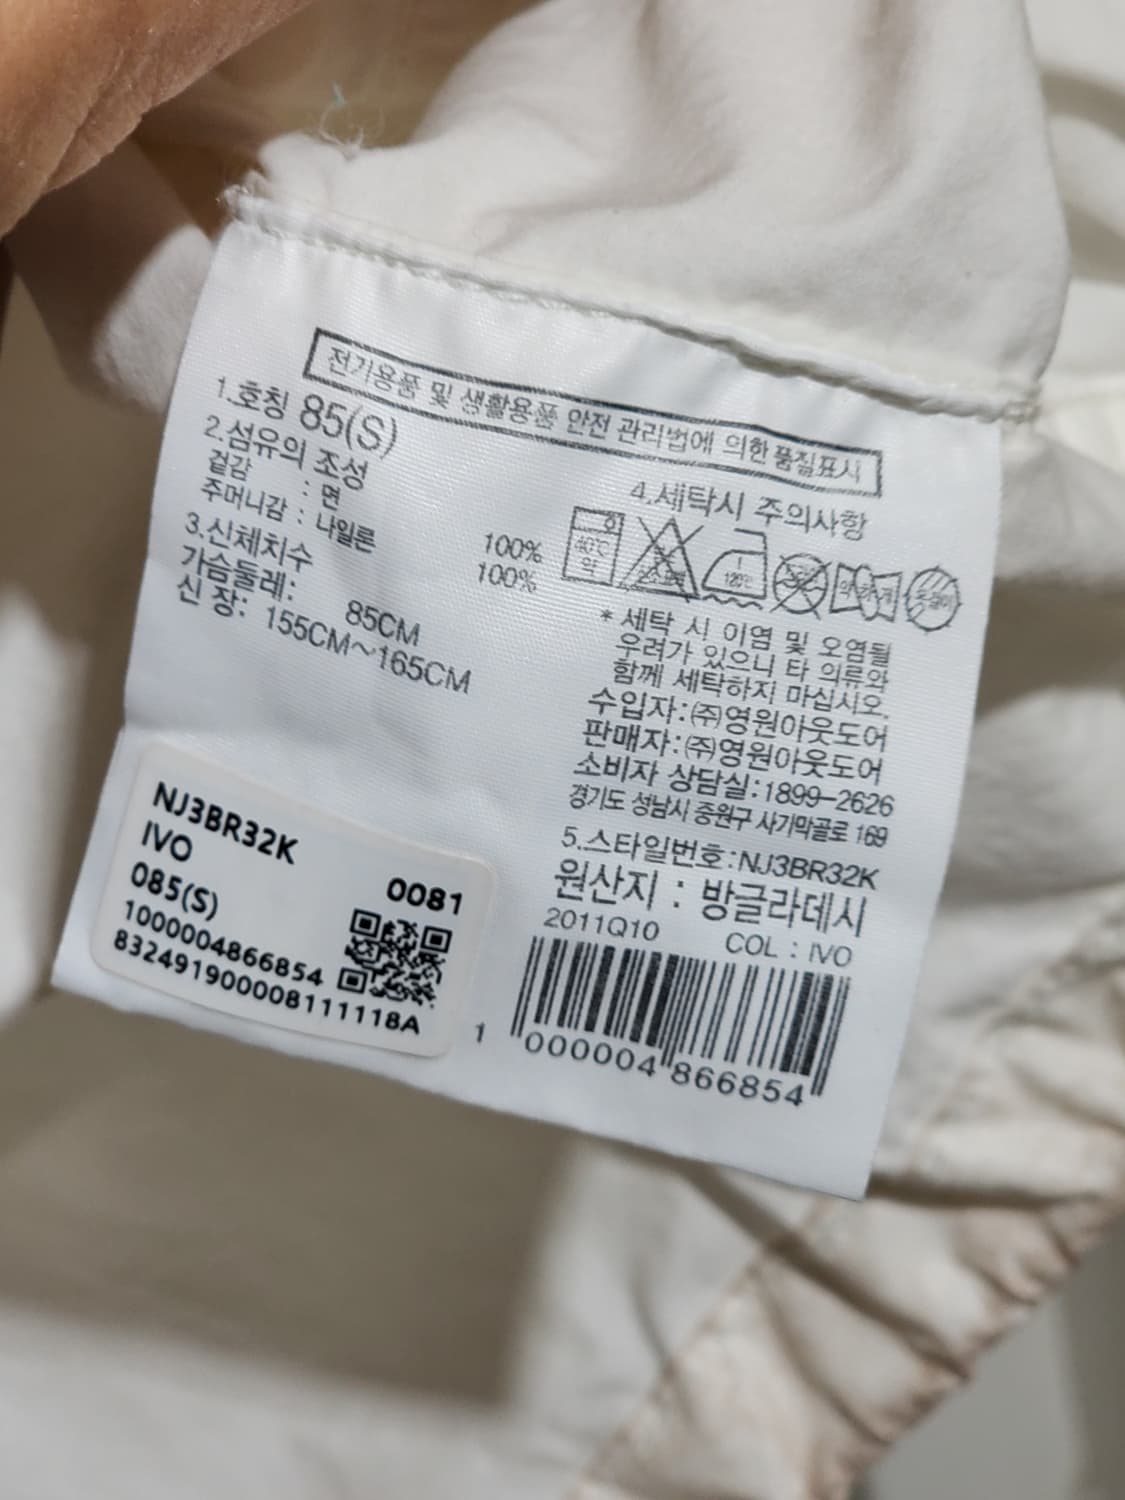 전기용품 및 생활용품 안전 관리법에 의한 품질표시
1.호칭 85(S)
2.섬유의 조성
겉감 : 면 100%
주머니감 : 나일론 100%
3.신체치수
가슴둘레: 85CM
신 장: 155CM~165CM
4.세탁시 주의사항
40℃
약
120℃
* 세탁 시 이염 및 오염될
우려가 있으니 타 의류와
함께 세탁하지 마십시오.
수입자:㈜영원아웃도어
판매자:㈜영원아웃도어
소비자 상담실:1899-2626
경기도 성남시 중원구 사기막골로 169
5.스타일번호:NJ3BR32K
원산지 : 방글라데시
2011Q10 COL : IVO
1 000004 866854
NJ3BR32K
IVO
085(S) 0081
1000004866854
832491900008111118A